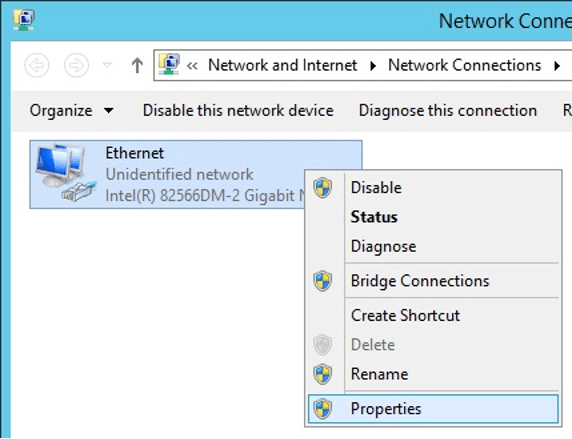 Network Conne
« Network and Internet Network Connections
Organize Disable this network device Diagnose this connection R
Ethernet
Unidentified network
Intel(R) 82566DM-2 Gigabit N
Disable
Status
Diagnose
Bridge Connections
Create Shortcut
Delete
Rename
Properties